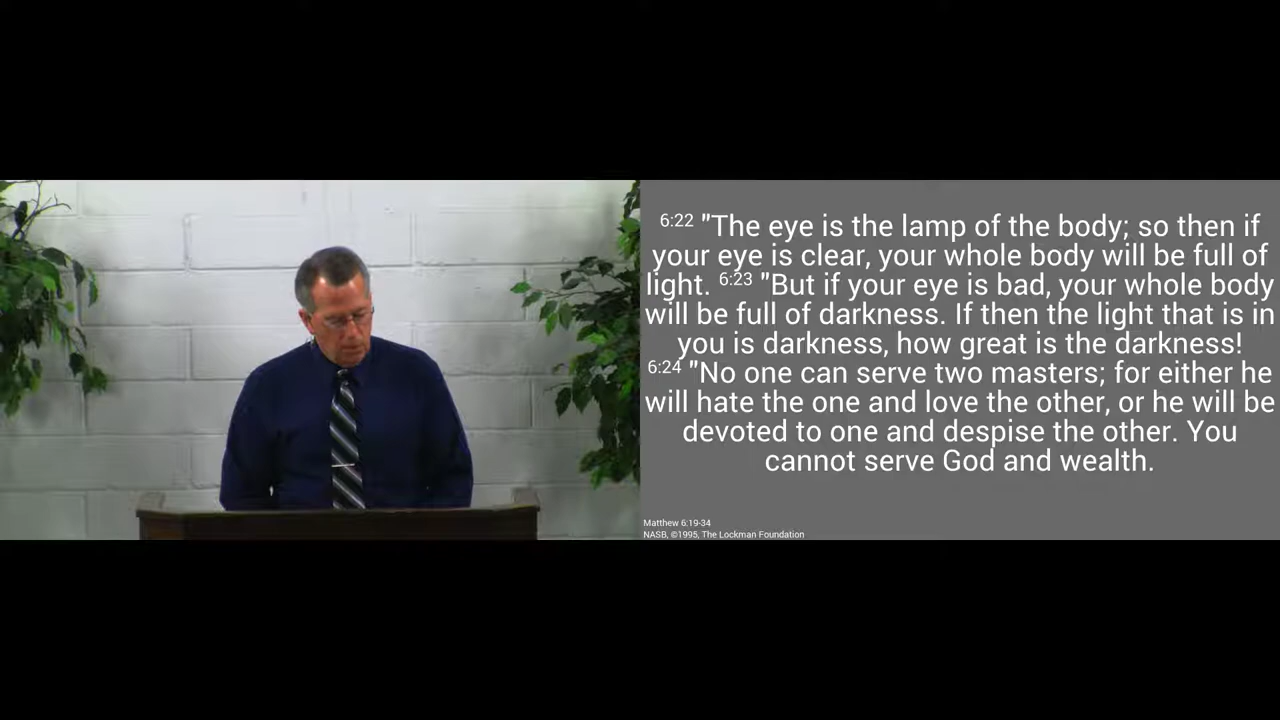 6:22 "The eye is the lamp of the body; so then if
your eye is clear, your whole body will be full of
light. 6:23 "But if your eye is bad, your whole body
will be full of darkness. If then the light that is in
you is darkness, how great is the darkness!
6:24 "No one can serve two masters; for either he
will hate the one and love the other, or he will be
devoted to one and despise the other. You
cannot serve God and wealth.
Matthew 6:19-34
NASB, ©1995, The Lockman Foundation